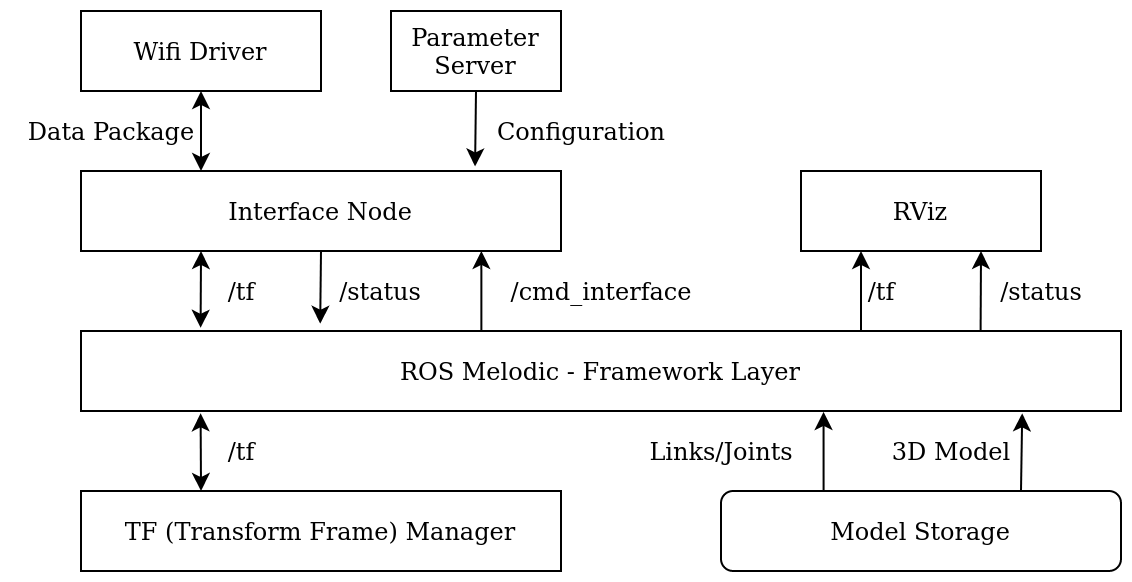 Wifi Driver
Parameter
Server
Data Package
Configuration
Interface Node
RViz
/tf
/status
/cmd_interface
/tf
/status
ROS Melodic - Framework Layer
/tf
Links/Joints
3D Model
TF (Transform Frame) Manager
Model Storage